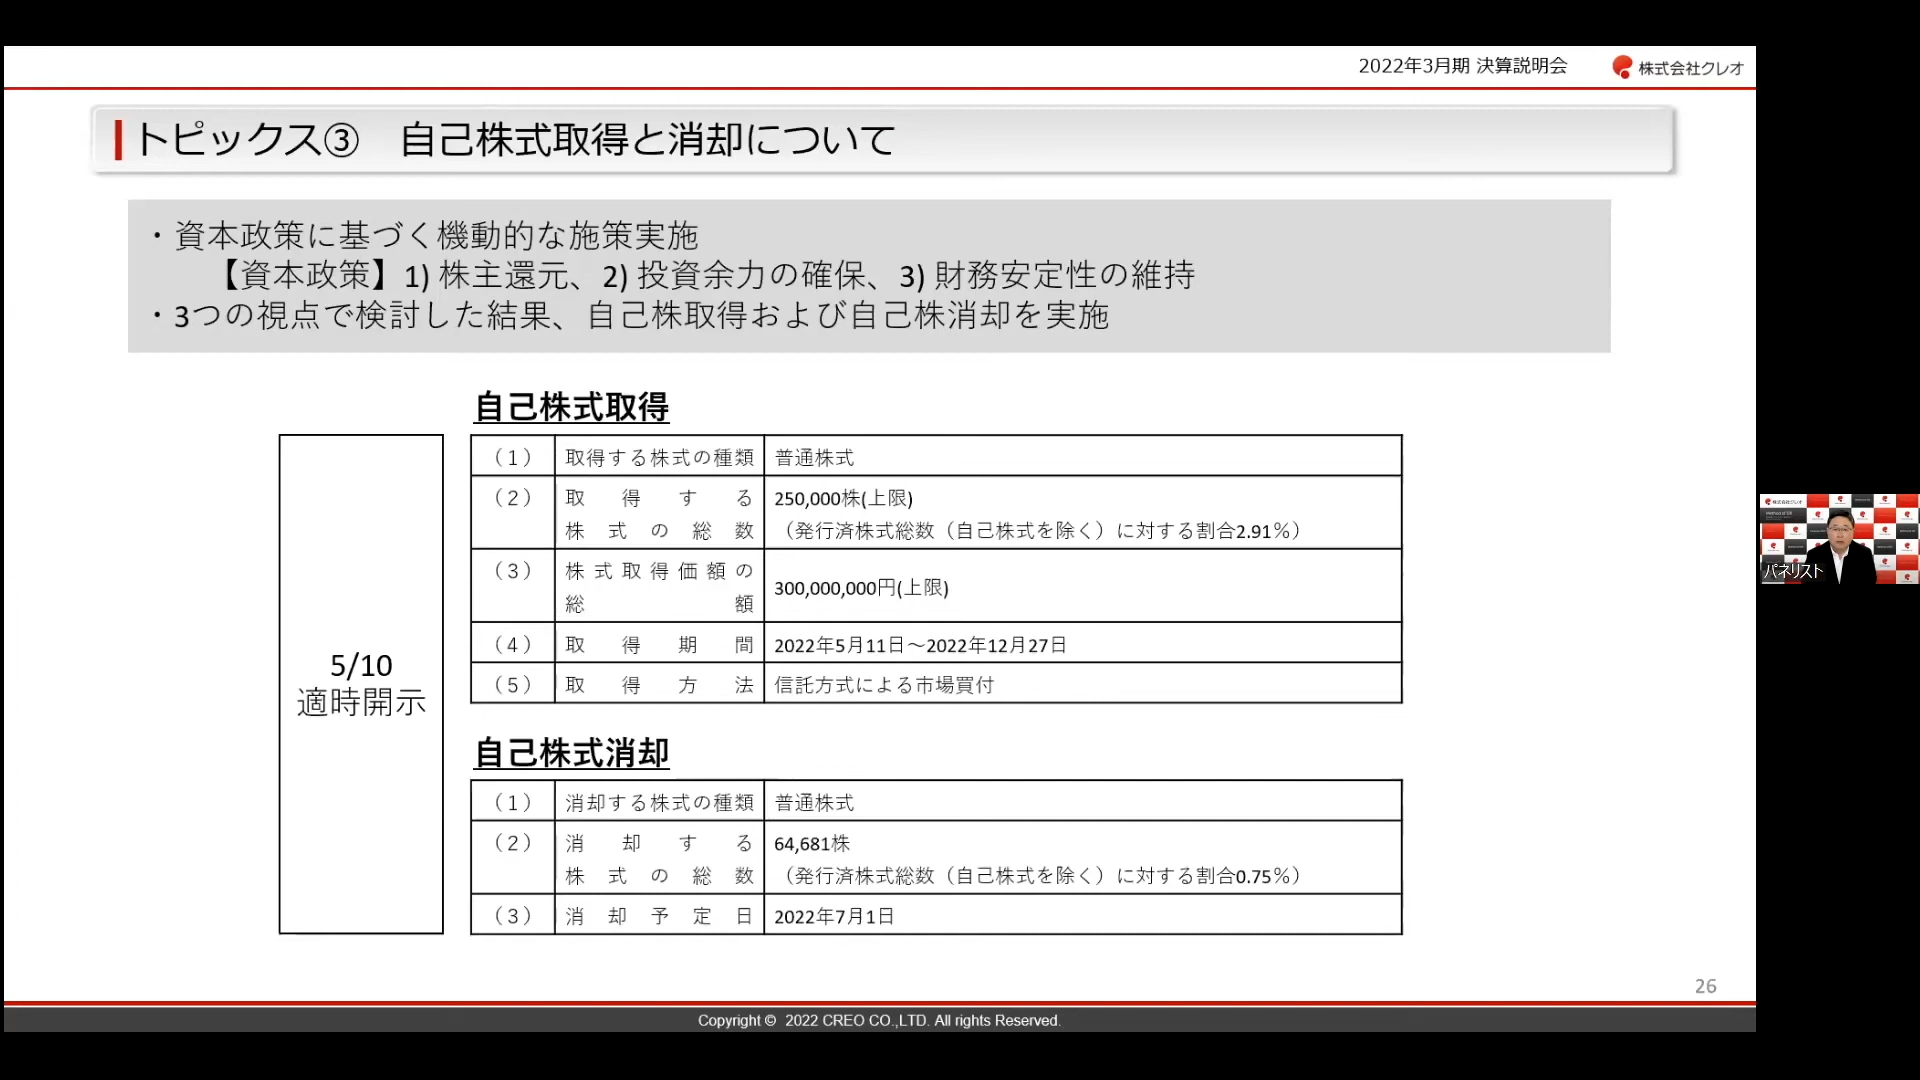 2022年3月期 決算説明会
株式会社クレオ
トピックス③　自己株式取得と消却について
・資本政策に基づく機動的な施策実施
【資本政策】1) 株主還元、2) 投資余力の確保、3) 財務安定性の維持
・3つの視点で検討した結果、自己株取得および自己株消却を実施
5/10
適時開示
自己株式取得
（1） 取得する株式の種類 普通株式
（2） 取得する 250,000株(上限)
株式の総数 （発行済株式総数（自己株式を除く）に対する割合2.91％）
（3） 株式取得価額の
総額 300,000,000円(上限)
（4） 取得期間 2022年5月11日～2022年12月27日
（5） 取得方法 信託方式による市場買付
自己株式消却
（1） 消却する株式の種類 普通株式
（2） 消却する 64,681株
株式の総数 （発行済株式総数（自己株式を除く）に対する割合0.75％）
（3） 消却予定日 2022年7月1日
26
Copyright © 2022 CREO CO.,LTD. All rights Reserved.
株式会社クレオ
パネリスト